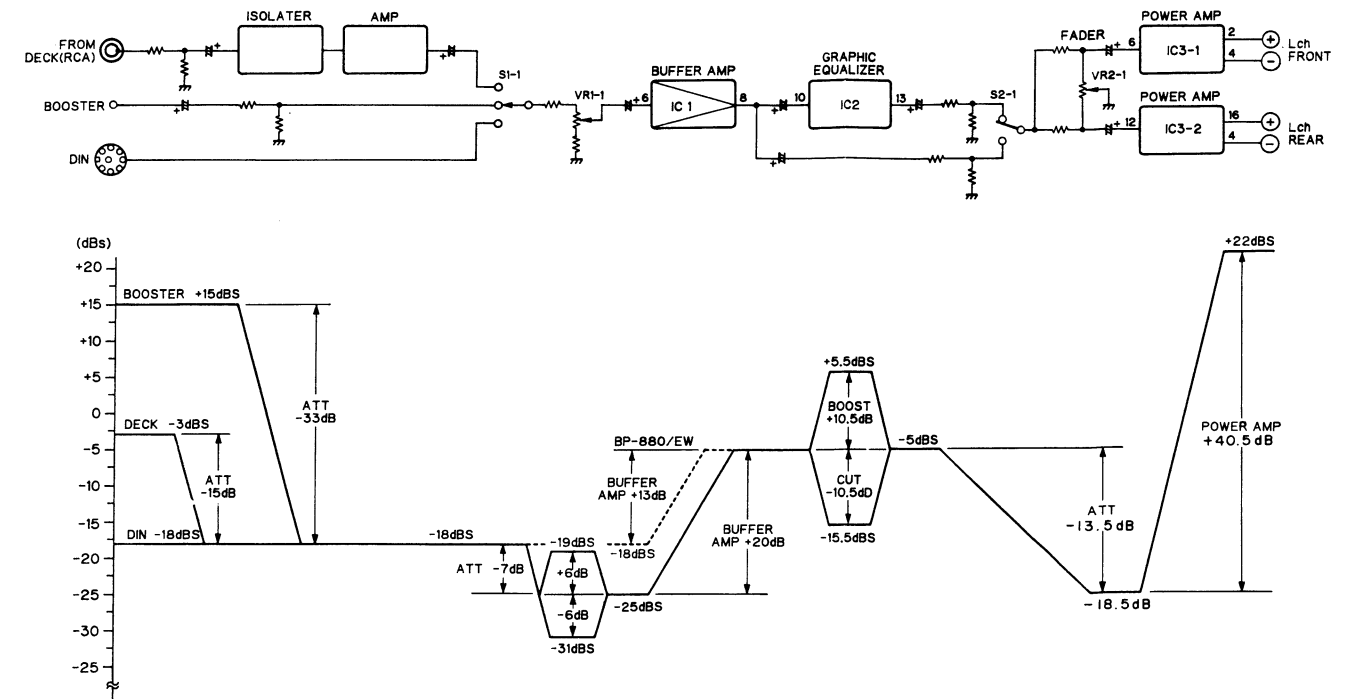 ISOLATER
AMP
POWER AMP
FROM
DECK(RCA)
+
+
S1-1
BOOSTER
+
DIN
VR1-1
+6
BUFFER AMP
IC 1
8
+
10
GRAPHIC
EQUALIZER
IC2
13
+
+
S2-1
FADER
VR2-1
+
6
IC3-1
2
4
+
−
Lch
FRONT
POWER AMP
+
12
IC3-2
16
4
+
−
Lch
REAR
(dBs)
+20
+15
+10
+5
0
-5
-10
-15
-20
-25
-30
-25
BOOSTER +15dBS
ATT
-33dB
DECK -3dBS
ATT
-15dB
DIN -18dBS
-18dBS
ATT -7dB
-19dBS
+6dB
-6dB
-31dBS
-18dBS
-25dBS
BP-880/EW
BUFFER
AMP +13dB
BUFFER
AMP +20dB
+5.5dBS
BOOST
+10.5dB
CUT
-10.5dD
-15.5dBS
-5dBS
ATT
-13.5dB
-18.5dB
+22dBS
POWER AMP
+40.5dB